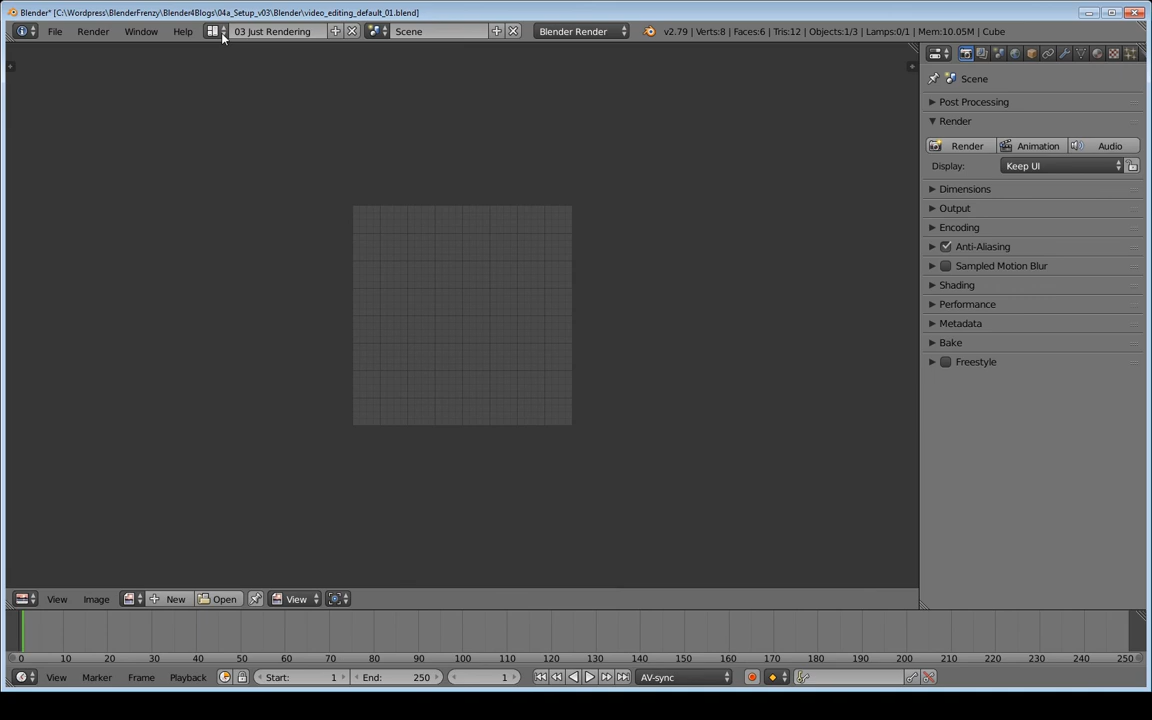 Blender* [C:\Wordpress\BlenderFrenzy\Blender4Blogs\04a_Setup_v03\Blender\video_editing_default_01.blend]
File Render Window Help 03 Just Rendering Scene Blender Render v2.79 | Verts:8 | Faces:6 | Tris:12 | Objects:1/3 | Lamps:0/1 | Mem:10.05M | Cube
Scene
Post Processing
Render
Render Animation Audio
Display: Keep UI
Dimensions
Output
Encoding
Anti-Aliasing
Sampled Motion Blur
Shading
Performance
Metadata
Bake
Freestyle
View Image New Open View
0 10 20 30 40 50 60 70 80 90 100 110 120 130 140 150 160 170 180 190 200 210 220 230 240 250
View Marker Frame Playback Start: 1 End: 250 1 AV-sync